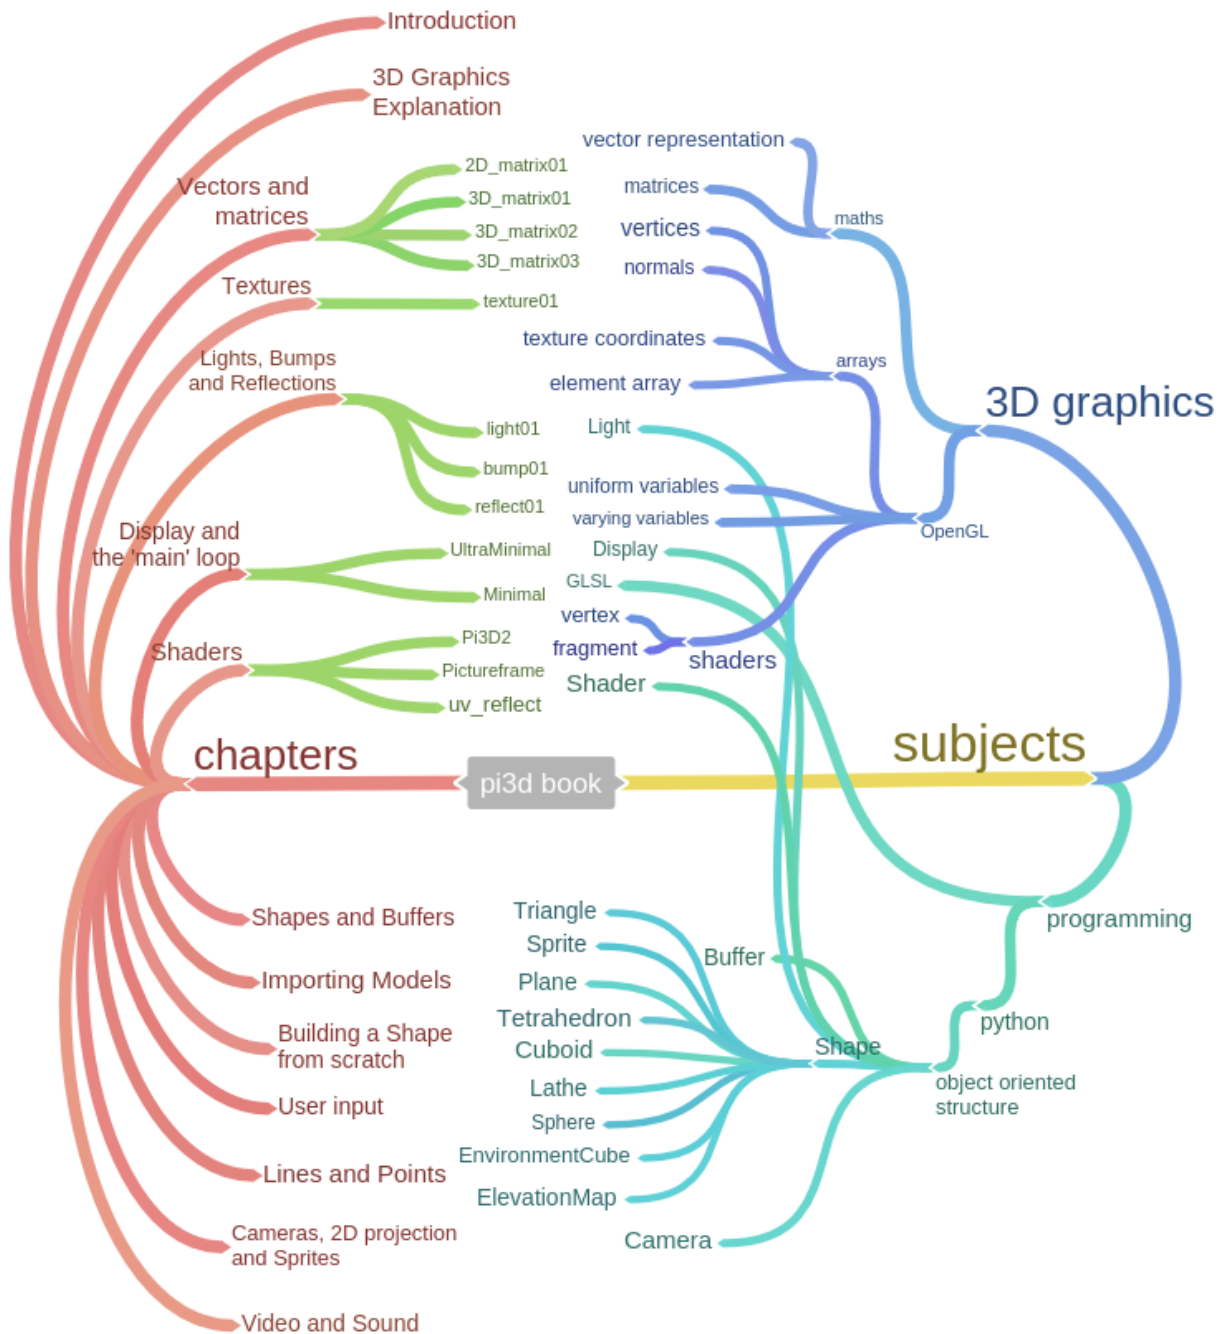 Introduction
3D Graphics
Explanation
Vectors and
matrices
2D_matrix01
3D_matrix01
3D_matrix02
3D_matrix03
Textures
texture01
Lights, Bumps
and Reflections
light01
bump01
reflect01
Display and
the 'main' loop
UltraMinimal
Minimal
Shaders
Pi3D2
Pictureframe
uv_reflect
chapters
pi3d book
subjects
Shapes and Buffers
Importing Models
Building a Shape
from scratch
User input
Lines and Points
Cameras, 2D projection
and Sprites
Video and Sound
3D graphics
maths
vector representation
matrices
OpenGL
arrays
vertices
normals
texture coordinates
element array
uniform variables
varying variables
shaders
vertex
fragment
programming
GLSL
python
object oriented
structure
Light
Display
Shader
Buffer
Shape
Triangle
Sprite
Plane
Tetrahedron
Cuboid
Lathe
Sphere
EnvironmentCube
ElevationMap
Camera